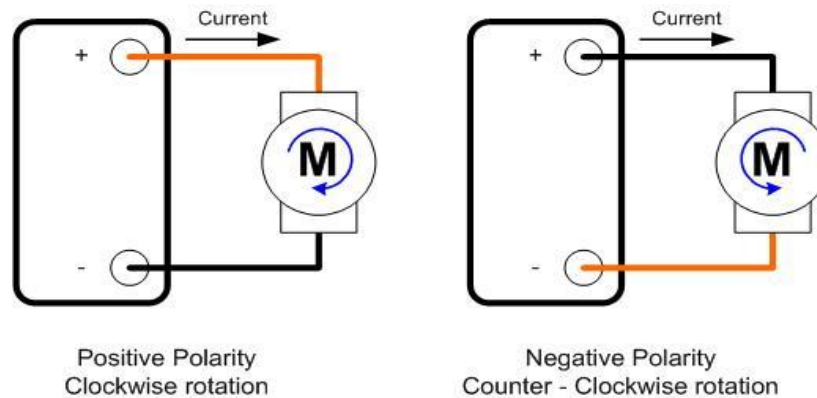 Current
+
M
-
Positive Polarity
Clockwise rotation
Current
+
M
-
Negative Polarity
Counter - Clockwise rotation